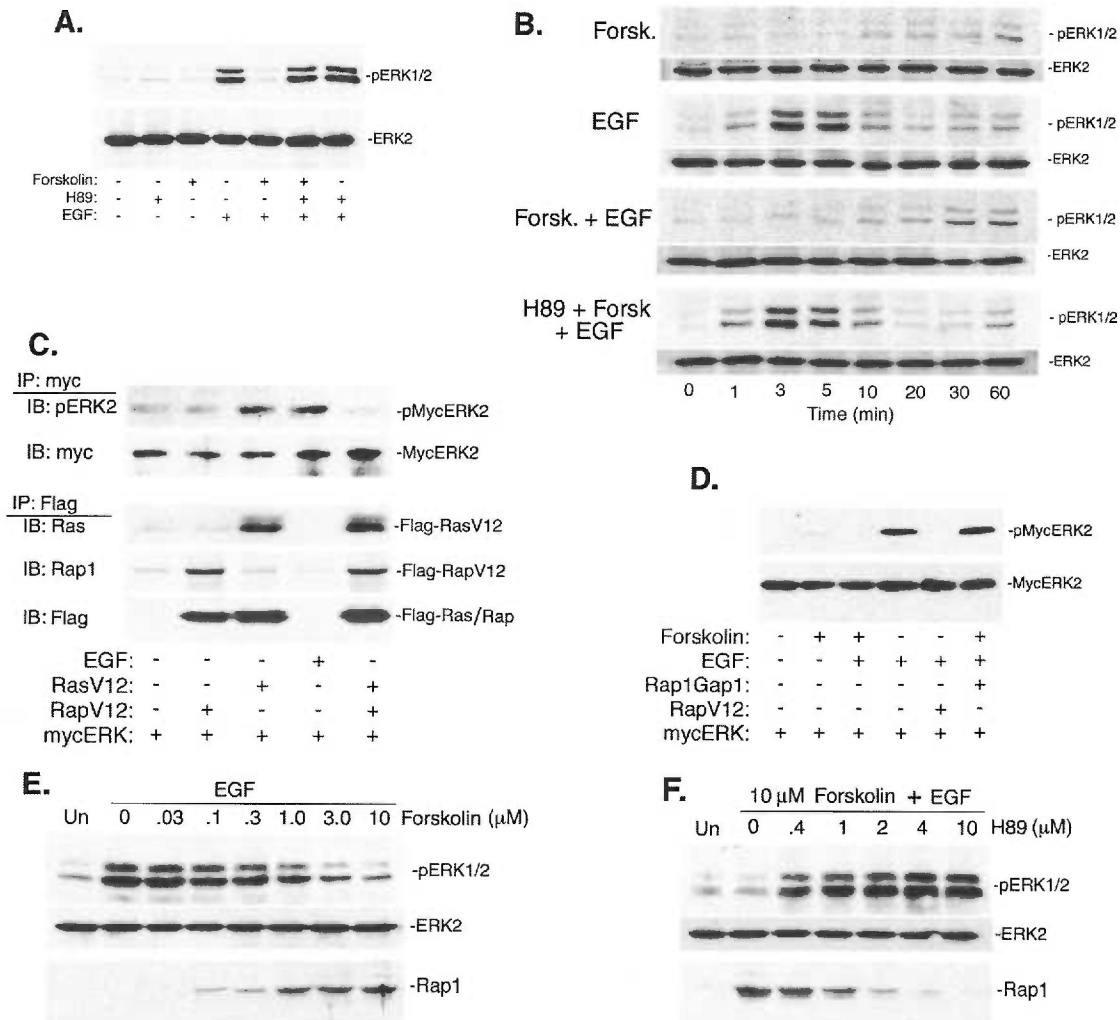 A.
-pERK1/2
-ERK2
Forskolin: - - + - + + -
H89: - + - - - + +
EGF: - - - + + + +
B.
Forsk.
- pERK1/2
-ERK2
EGF
- pERK1/2
-ERK2
Forsk. + EGF
- pERK1/2
-ERK2
H89 + Forsk
+ EGF
- pERK1/2
-ERK2
0 1 3 5 10 20 30 60
Time (min)
C.
IP: myc
IB: pERK2
-pMycERK2
IB: myc
-MycERK2
IP: Flag
IB: Ras
-Flag-RasV12
IB: Rap1
-Flag-RapV12
IB: Flag
-Flag-Ras/Rap
EGF: - - - + -
RasV12: - - + - +
RapV12: - + - - +
mycERK: + + + + +
D.
-pMycERK2
-MycERK2
Forskolin: - + + - - +
EGF: - - + + + +
Rap1Gap1: - - - - - +
RapV12: - - - - + -
mycERK: + + + + + +
E.
EGF
Un 0 .03 .1 .3 1.0 3.0 10 Forskolin (μM)
-pERK1/2
-ERK2
-Rap1
F.
10 μM Forskolin + EGF
Un 0 .4 1 2 4 10 H89 (μM)
-pERK1/2
-ERK2
-Rap1